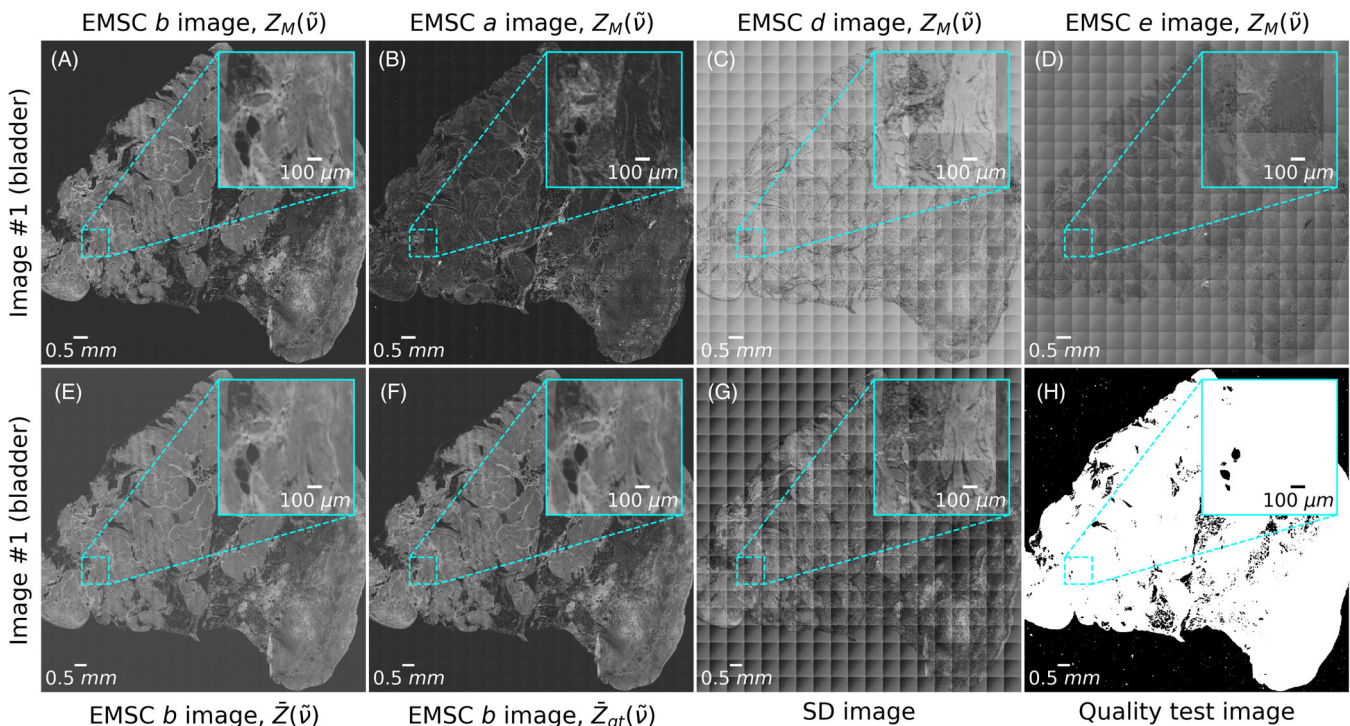 EMSC b image, Z_M(ν̃)
EMSC a image, Z_M(ν̃)
EMSC d image, Z_M(ν̃)
EMSC e image, Z_M(ν̃)
Image #1 (bladder)
(A)
100 μm
0.5 mm
(B)
100 μm
0.5 mm
(C)
100 μm
0.5 mm
(D)
100 μm
0.5 mm
Image #1 (bladder)
(E)
100 μm
0.5 mm
(F)
100 μm
0.5 mm
(G)
100 μm
0.5 mm
(H)
100 μm
0.5 mm
EMSC b image, Z̄(ν̃)
EMSC b image, Z̄_qt(ν̃)
SD image
Quality test image